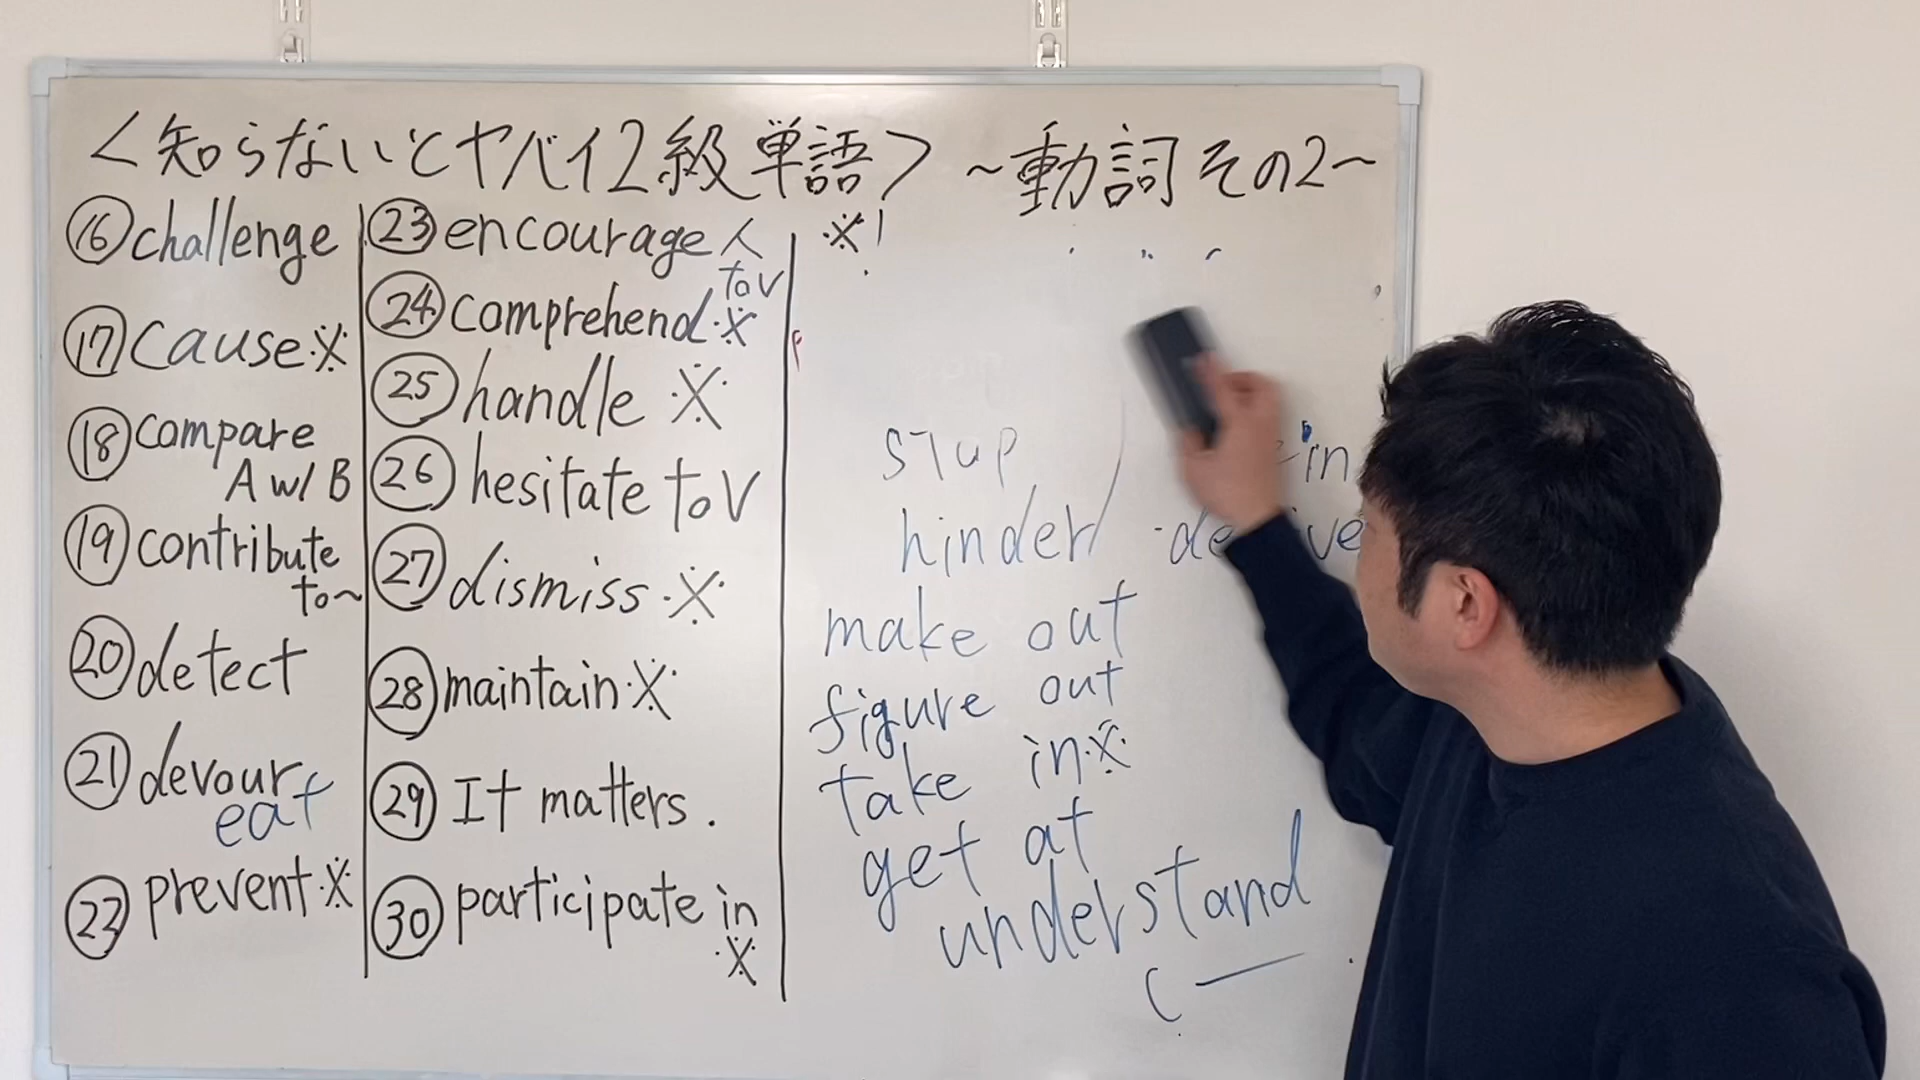 <知らないとヤバイ2級単語> ~動詞その2~
⑯challenge
⑰cause※
⑱compare
A w/ B
⑲contribute
to~
⑳detect
㉑devour
eat
㉒prevent※
㉓encourage 人
to V
㉔comprehend※
㉕handle ※
㉖hesitate to V
㉗dismiss※
㉘maintain※
㉙It matters.
㉚participate in
※
※!
hinder
make out
figure out
take in※
get at
understand